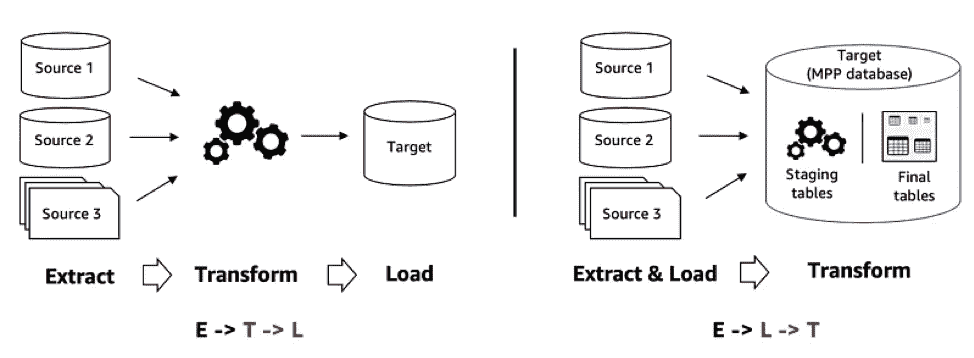 Source 1
Source 2
Source 3
Target
Extract
Transform
Load
E -> T -> L
Source 1
Source 2
Source 3
Target
(MPP database)
Staging
tables
Final
tables
Extract & Load
Transform
E -> L -> T